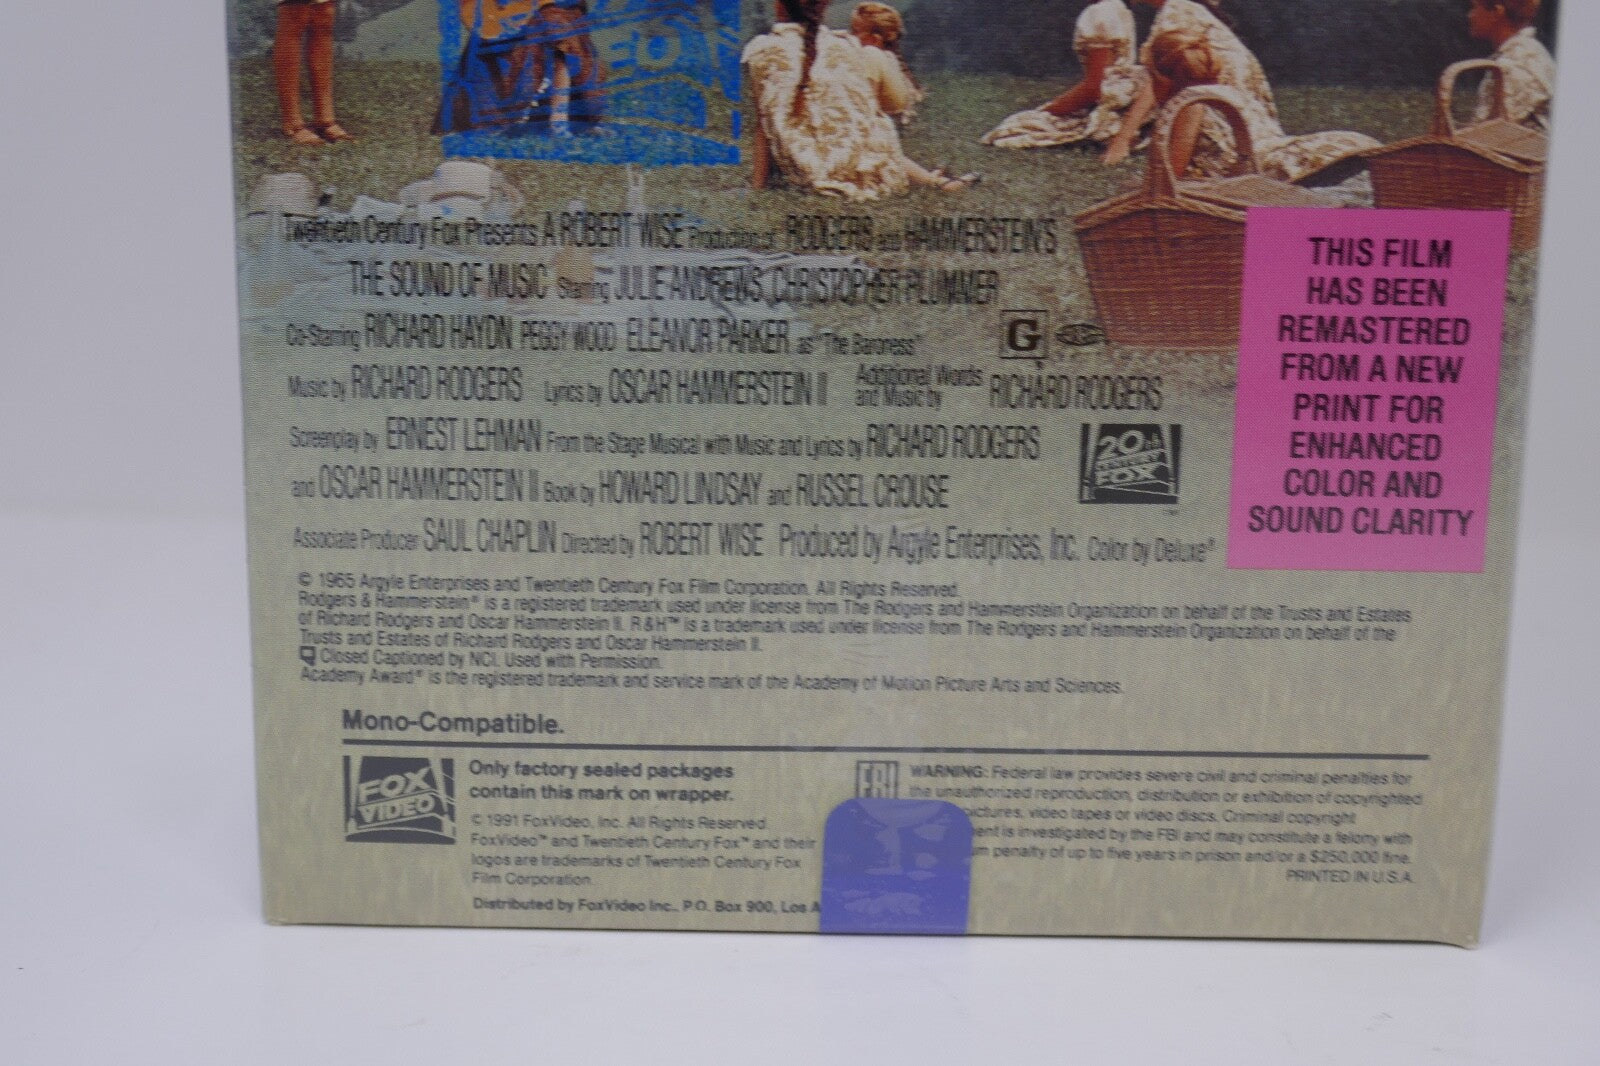 VIDEO
Twentieth Century Fox Presents A ROBERT WISE Production of RODGERS and HAMMERSTEIN'S
THE SOUND OF MUSIC Starring JULIE ANDREWS, CHRISTOPHER PLUMMER
Co-Starring RICHARD HAYDN PEGGY WOOD ELEANOR PARKER as "The Baroness"
G
Music by RICHARD RODGERS Lyrics by OSCAR HAMMERSTEIN II Additional Words and Music by RICHARD RODGERS
Screenplay by ERNEST LEHMAN From the Stage Musical with Music and Lyrics by RICHARD RODGERS
and OSCAR HAMMERSTEIN II Book by HOWARD LINDSAY and RUSSEL CROUSE
Associate Producer SAUL CHAPLIN Directed by ROBERT WISE Produced by Argyle Enterprises, Inc. Color by Deluxe®
20th
CENTURY
FOX
TM
THIS FILM
HAS BEEN
REMASTERED
FROM A NEW
PRINT FOR
ENHANCED
COLOR AND
SOUND CLARITY
© 1965 Argyle Enterprises and Twentieth Century Fox Film Corporation. All Rights Reserved.
Rodgers & Hammerstein® is a registered trademark used under license from The Rodgers and Hammerstein Organization on behalf of the Trusts and Estates
of Richard Rodgers and Oscar Hammerstein II. R&H™ is a trademark used under license from The Rodgers and Hammerstein Organization on behalf of the
Trusts and Estates of Richard Rodgers and Oscar Hammerstein II.
Closed Captioned by NCI. Used with Permission.
Academy Award® is the registered trademark and service mark of the Academy of Motion Picture Arts and Sciences.
Mono-Compatible.
FOX
VIDEO
Only factory sealed packages
contain this mark on wrapper.
© 1991 FoxVideo, Inc. All Rights Reserved.
FoxVideo™ and Twentieth Century Fox™ and their
logos are trademarks of Twentieth Century Fox
Film Corporation.
Distributed by FoxVideo Inc., P.O. Box 900, Los A
FBI
WARNING: Federal law provides severe civil and criminal penalties for
the unauthorized reproduction, distribution or exhibition of copyrighted
pictures, video tapes or video discs. Criminal copyright
ent is investigated by the FBI and may constitute a felony with
m penalty of up to five years in prison and/or a $250,000 fine.
PRINTED IN U.S.A.